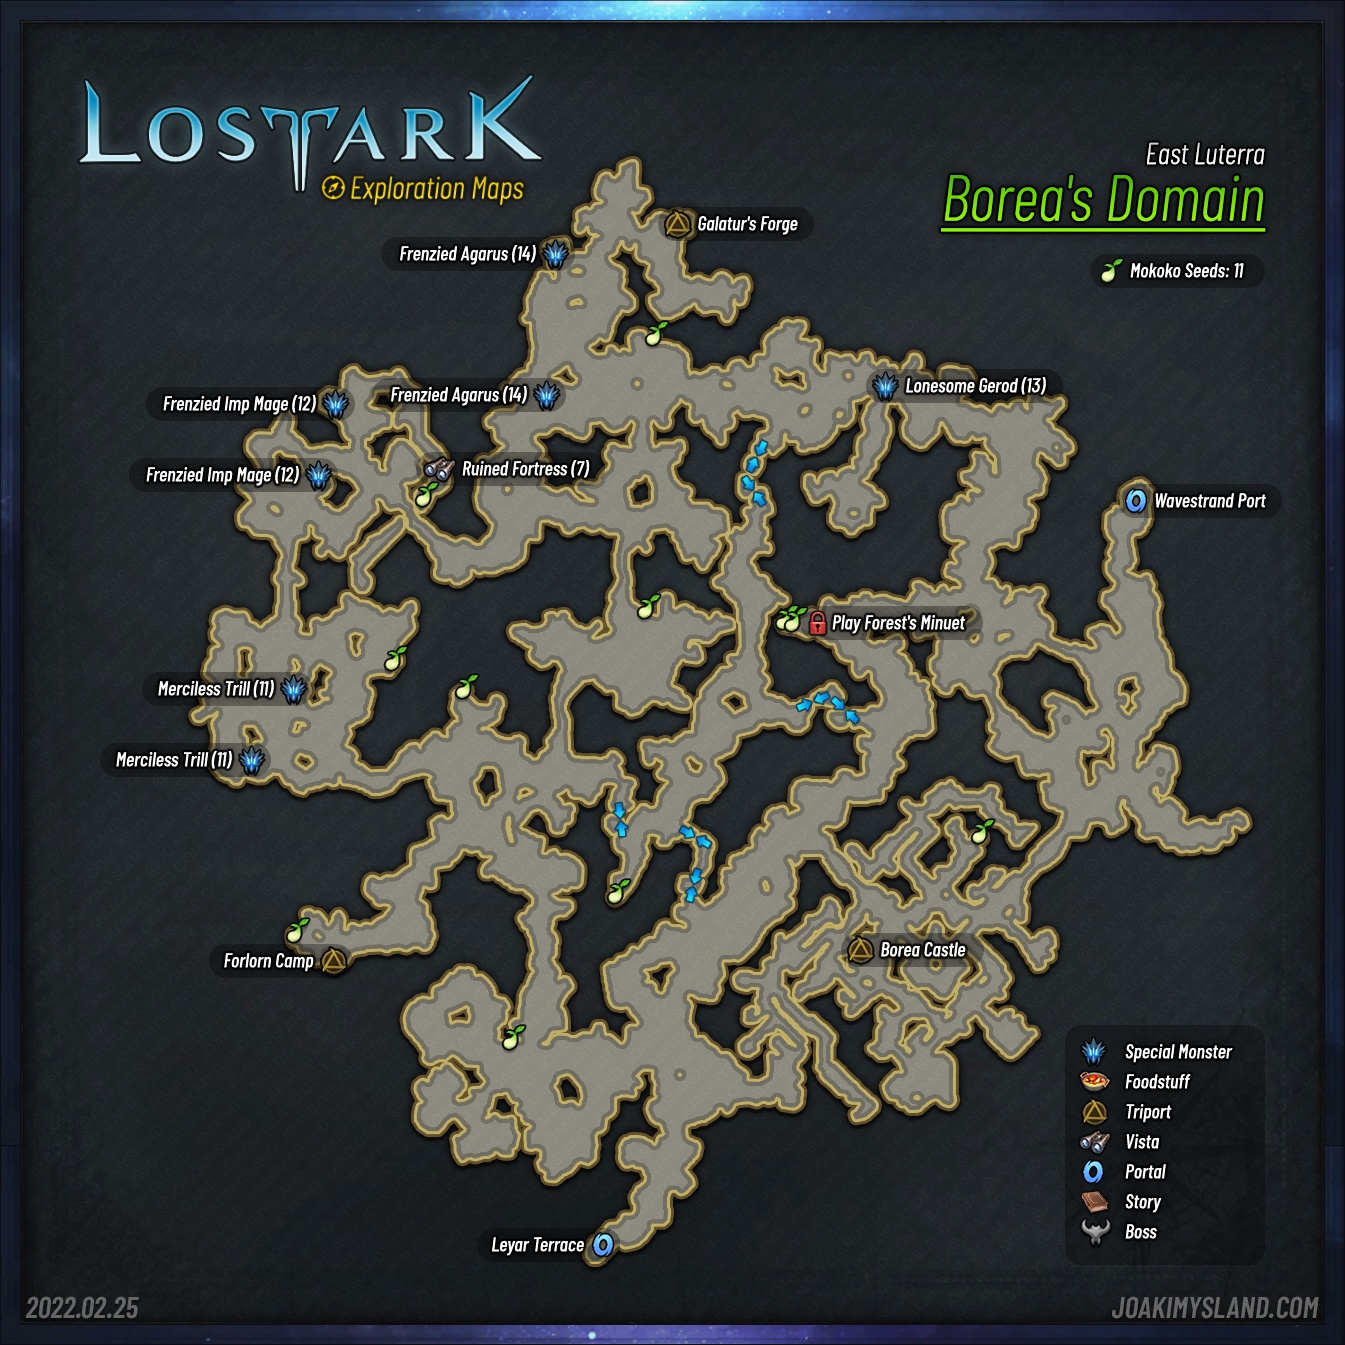 LOSTARK
Exploration Maps
East Luterra
Borea's Domain
Mokoko Seeds: 11
Galatur's Forge
Frenzied Agarus (14)
Lonesome Gerod (13)
Frenzied Agarus (14)
Frenzied Imp Mage (12)
Ruined Fortress (7)
Frenzied Imp Mage (12)
Wavestrand Port
Play Forest's Minuet
Merciless Trill (11)
Merciless Trill (11)
Borea Castle
Forlorn Camp
Leyar Terrace
Special Monster
Foodstuff
Triport
Vista
Portal
Story
Boss
2022.02.25
JOAKIMYSLAND.COM